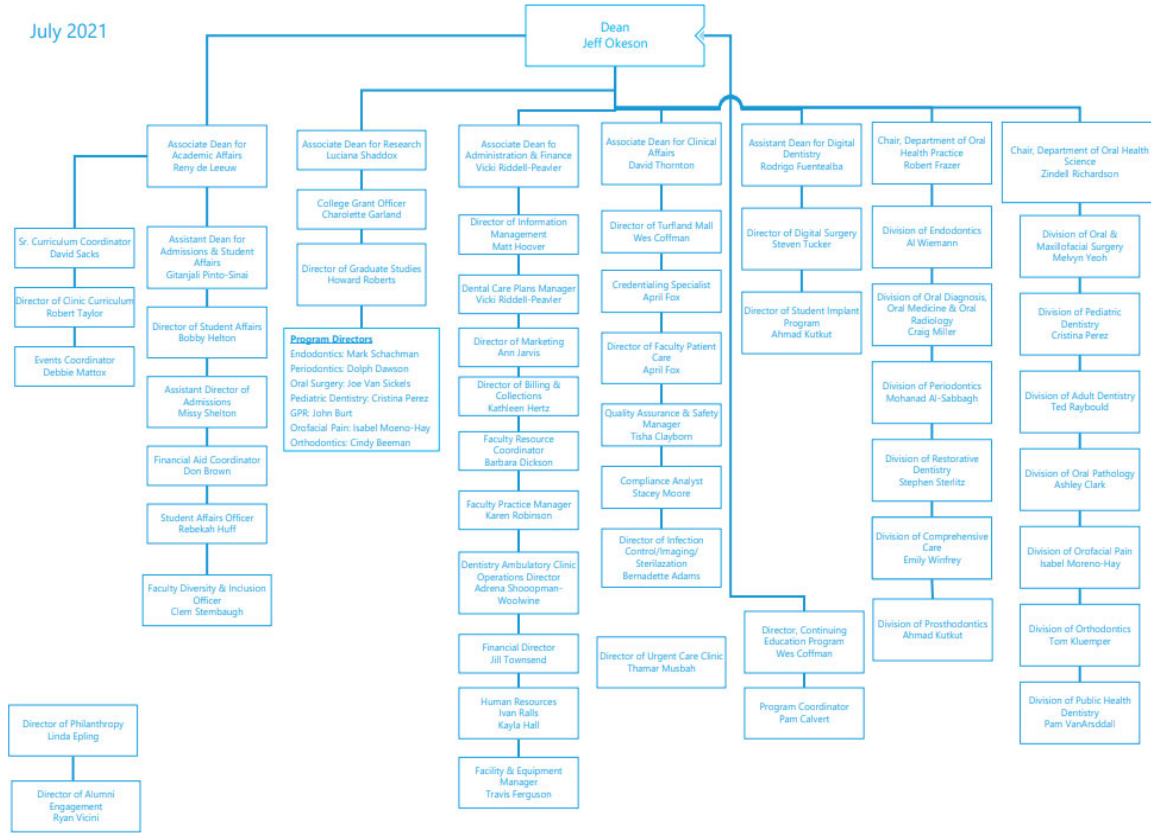 July 2021
Dean
Jeff Okeson
Associate Dean for
Academic Affairs
Reny de Leeuw
Sr. Curriculum Coordinator
David Sacks
Director of Clinic Curriculum
Robert Taylor
Events Coordinator
Debbie Mattox
Assistant Dean for
Admissions & Student
Affairs
Gitanjali Pinto-Sinai
Director of Student Affairs
Bobby Helton
Assistant Director of
Admissions
Missy Shelton
Financial Aid Coordinator
Don Brown
Student Affairs Officer
Rebekah Huff
Faculty Diversity & Inclusion
Officer
Clem Stembaugh
Director of Philanthropy
Linda Epling
Director of Alumni
Engagement
Ryan Vicini
Associate Dean for Research
Luciana Shaddox
College Grant Officer
Charolette Garland
Director of Graduate Studies
Howard Roberts
Program Directors
Endodontics: Mark Schachman
Periodontics: Dolph Dawson
Oral Surgery: Joe Van Sickels
Pediatric Dentistry: Cristina Perez
GPR: John Burt
Orofacial Pain: Isabel Moeno-Hay
Orthodontics: Cindy Beeman
Associate Dean fo
Administration & Finance
Vicki Riddell-Peavler
Director of Information
Management
Matt Hoover
Dental Care Plans Manager
Vicki Riddell-Peavler
Director of Marketing
Ann Jarvis
Director of Billing &
Collections
Kathleen Hertz
Faculty Resource
Coordinator
Barbara Dickson
Faculty Practice Manager
Karen Robinson
Dentistry Ambulatory Clinic
Operations Director
Adrena Shooopman-
Woolwine
Financial Director
Jill Townsend
Human Resources
Ivan Ralls
Kayla Hall
Facility & Equipment
Manager
Travis Ferguson
Associate Dean for Clinical
Affairs
David Thornton
Director of Turfland Mall
Wes Coffman
Credentialing Specialist
April Fox
Director of Faculty Patient
Care
April Fox
Quality Assurance & Safety
Manager
Tisha Clayborn
Compliance Analyst
Stacey Moore
Director of Infection
Control/Imaging/
Sterilazation
Bernadette Adams
Director of Urgent Care Clinic
Thamar Musbah
Assistant Dean for Digital
Dentistry
Rodrigo Fuentealba
Director of Digital Surgery
Steven Tucker
Director of Student Implant
Program
Ahmad Kutkut
Director, Continuing
Education Program
Wes Coffman
Program Coordinator
Pam Calvert
Chair, Department of Oral
Health Practice
Robert Frazer
Division of Endodontics
Al Wiemann
Division of Oral Diagnosis,
Oral Medicine & Oral
Radiology
Craig Miller
Division of Periodontics
Mohanad Al-Sabbagh
Division of Restorative
Dentistry
Stephen Sterlitz
Division of Comprehensive
Care
Emily Winfrey
Division of Prosthodontics
Ahmad Kutkut
Chair, Department of Oral Health
Science
Zindell Richardson
Division of Oral &
Maxillofacial Surgery
Melvyn Yeoh
Division of Pediatric
Dentistry
Cristina Perez
Division of Adult Dentistry
Ted Raybould
Division of Oral Pathology
Ashley Clark
Division of Orofacial Pain
Isabel Moreno-Hay
Division of Orthodontics
Tom Kluemper
Division of Public Health
Dentistry
Pam VanArsddall